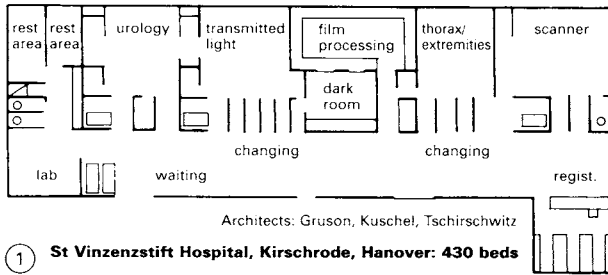 rest area
rest area
urology
transmitted light
film processing
thorax/ extremities
scanner
dark room
changing
changing
lab
waiting
regist.
Architects: Gruson, Kuschel, Tschirschwitz
1 St Vinzenzstift Hospital, Kirschrode, Hanover: 430 beds